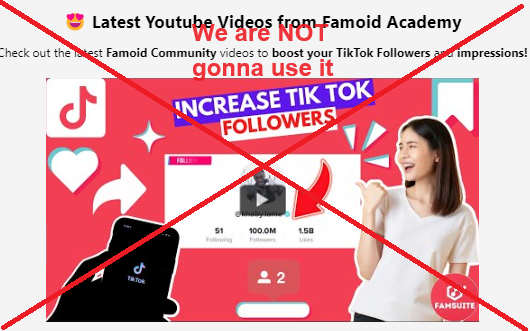 😍 Latest Youtube Videos from Famoid Academy
We are NOT
Check out the latest Famoid Community videos to boost your TikTok Followers and impressions!
gonna use it
INCREASE TIK TOK
FOLLOWERS
@khaby.lame
51 100.0M 1.5B
Following Followers Likes
TikTok
2
FAMSUITE